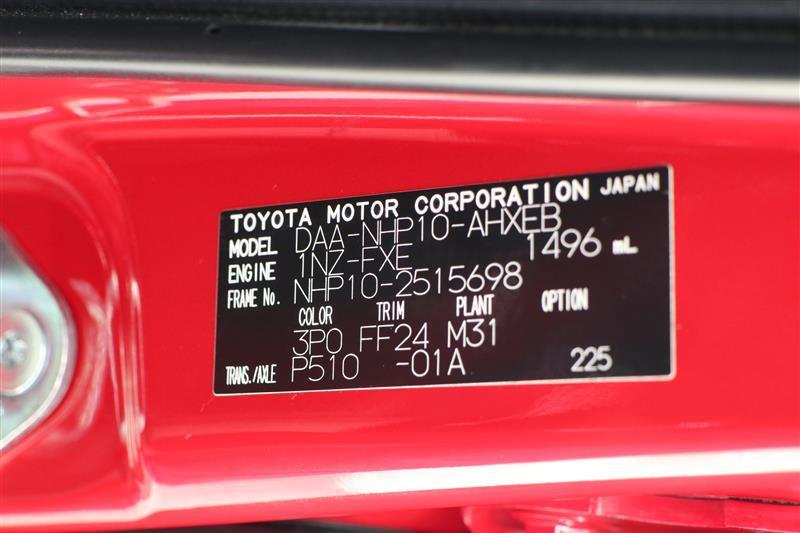 TOYOTA MOTOR CORPORATION JAPAN
MODEL DAA-NHP10-AHXEB
ENGINE 1NZ-FXE 1496 mL
FRAME No. NHP10-2515698
COLOR TRIM PLANT OPTION
3P0 FF24 M31
TRANS./AXLE P510 -01A 225